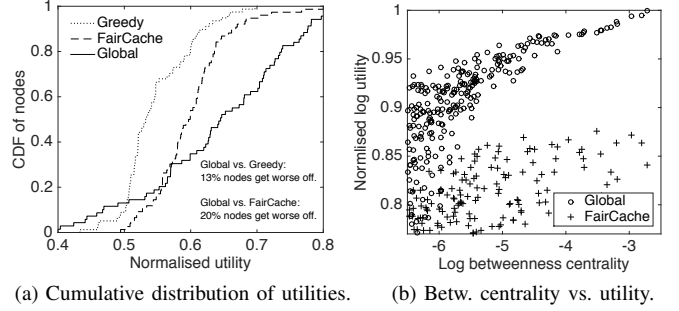 1
0.8
0.6
0.4
0.2
0
CDF of nodes
Greedy
FairCache
Global
Global vs. Greedy:
13% nodes get worse off.
Global vs. FairCache:
20% nodes get worse off.
0.4 0.5 0.6 0.7 0.8
Normalised utility
(a) Cumulative distribution of utilities.
1
0.95
0.9
0.85
0.8
Normlised log utility
Global
FairCache
-6 -5 -4 -3
Log betweenness centrality
(b) Betw. centrality vs. utility.